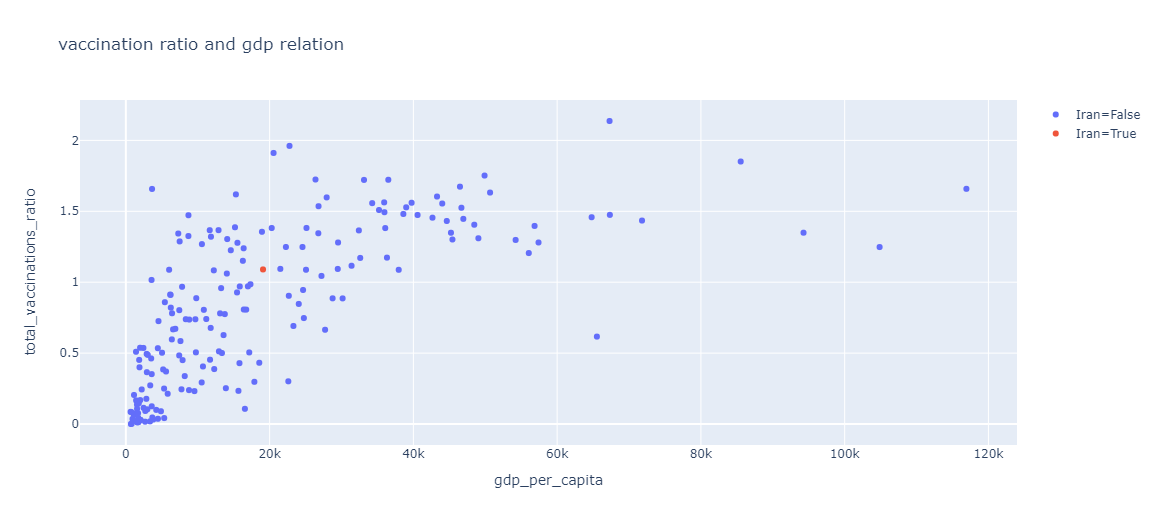 vaccination ratio and gdp relation
Iran=False
Iran=True
total_vaccinations_ratio
2
1.5
1
0.5
0
0 20k 40k 60k 80k 100k 120k
gdp_per_capita